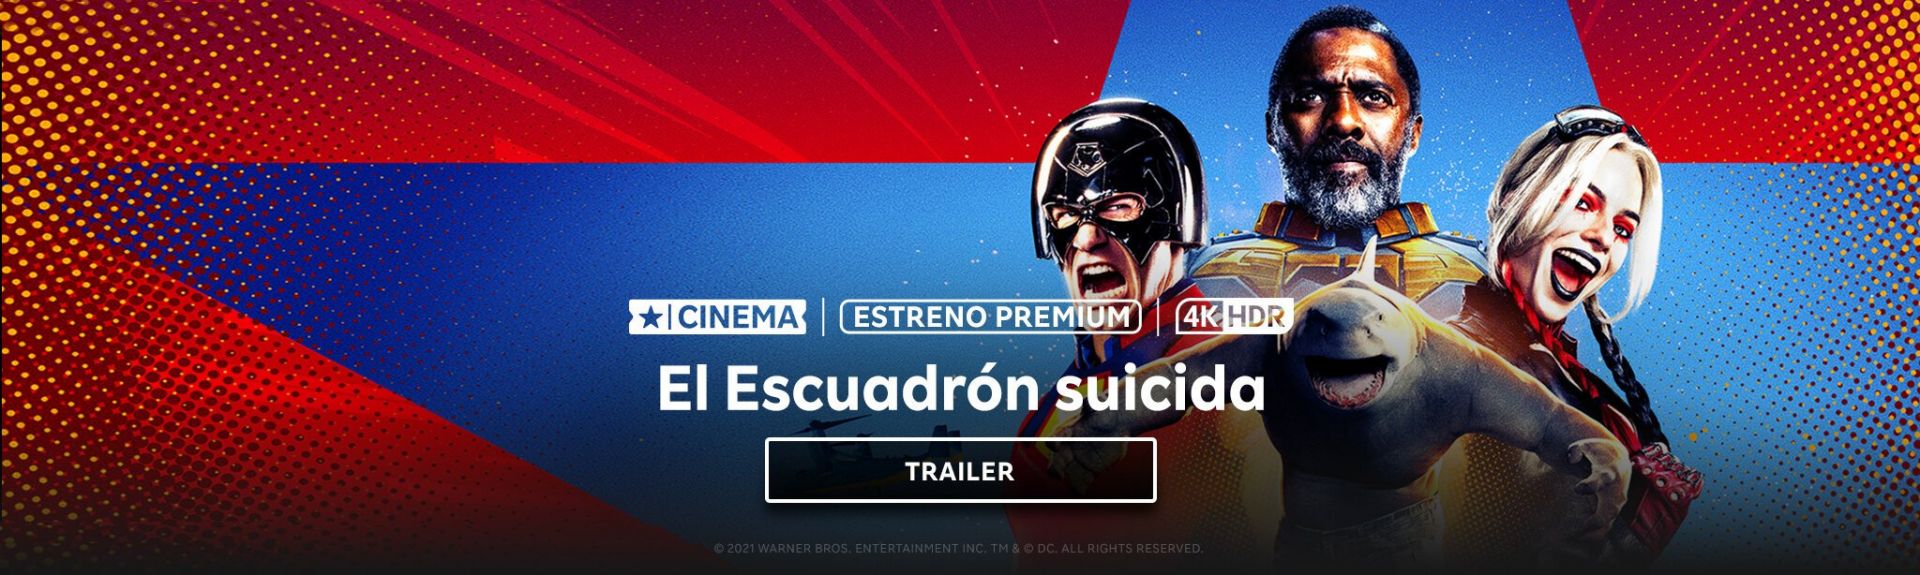 CINEMA ESTRENO PREMIUM 4K HDR
El Escuadrón suicida
TRAILER
© 2021 WARNER BROS. ENTERTAINMENT INC. TM & © DC. ALL RIGHTS RESERVED.